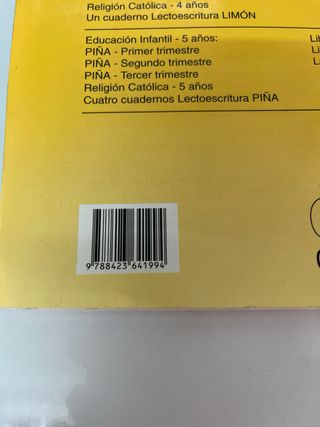 Religión Católica - 4 años
Un cuaderno Lectoescritura LIMÓN
Educación Infantil - 5 años:
PIÑA - Primer trimestre
PIÑA - Segundo trimestre
PIÑA - Tercer trimestre
Religión Católica - 5 años
Cuatro cuadernos Lectoescritura PIÑA
9 788423 641994